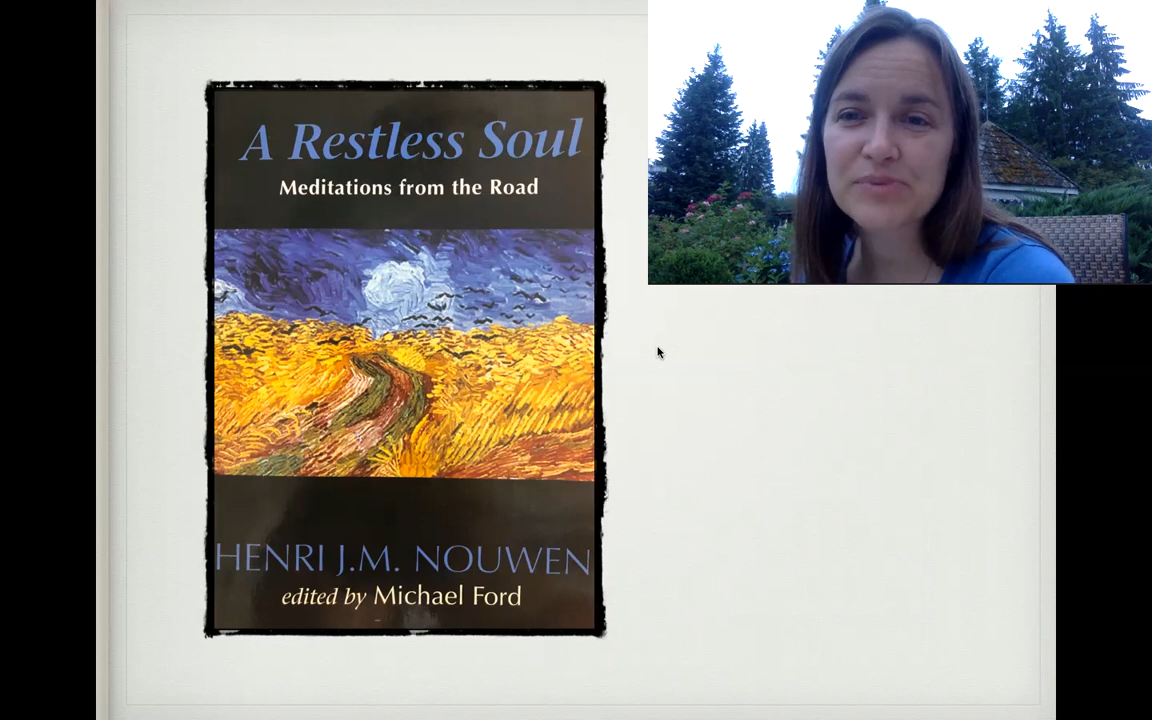 A Restless Soul
Meditations from the Road
HENRI J.M. NOUWEN
edited by Michael Ford